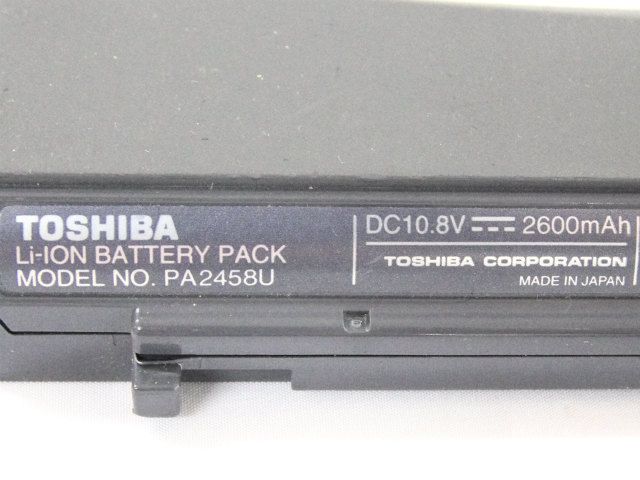 TOSHIBA
Li-ION BATTERY PACK
MODEL NO. PA2458U
DC10.8V 2600mAh
TOSHIBA CORPORATION
MADE IN JAPAN